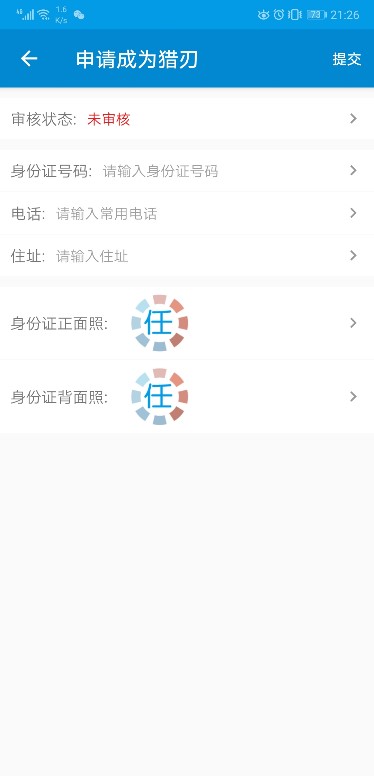 4G 1.6 K/s 73 21:26
申请成为猎刃 提交
审核状态: 未审核
身份证号码: 请输入身份证号码
电话: 请输入常用电话
住址: 请输入住址
身份证正面照: 任
身份证背面照: 任